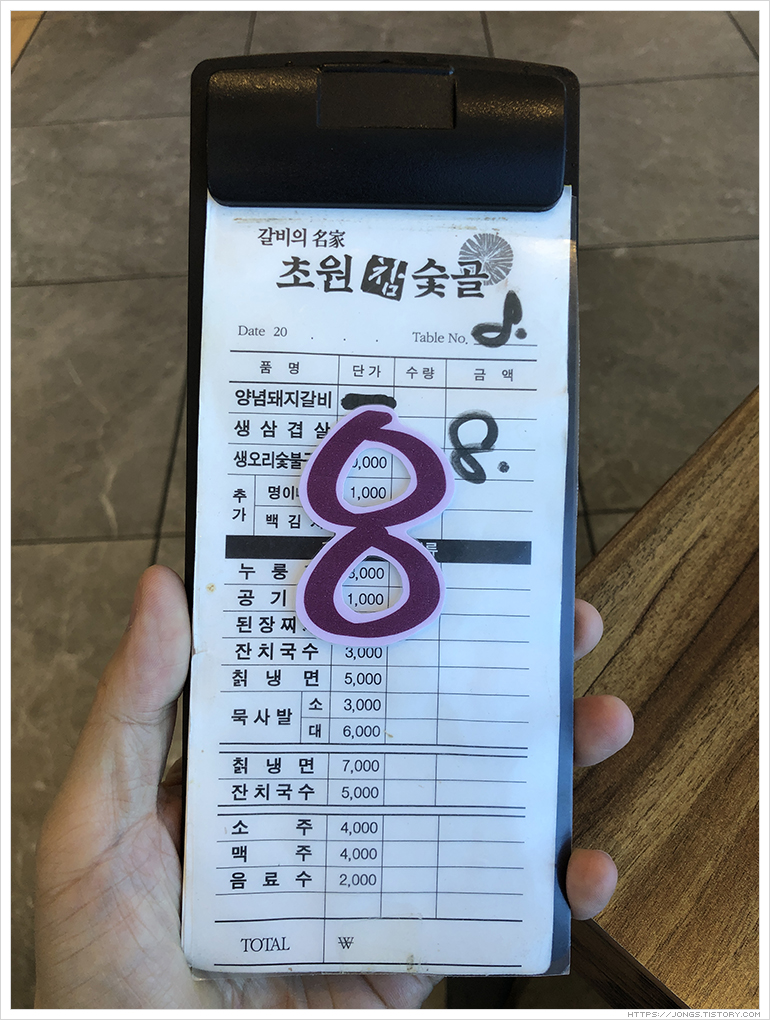 갈비의 名家
초원 참 숯골
Date 20 . . . Table No. 8.
품 명 단가 수량 금 액
양념돼지갈비
생 삼 겹 살 8.
,000
추가 1,000
백 김
8
누 룽 ,000
공 기 1,000
된 장 찌
잔치국수 3,000
칡 냉 면 5,000
묵사발 소 3,000
대 6,000
칡 냉 면 7,000
잔치국수 5,000
소 주 4,000
맥 주 4,000
음 료 수 2,000
TOTAL ₩
HTTPS://JONGS.TISTORY.COM